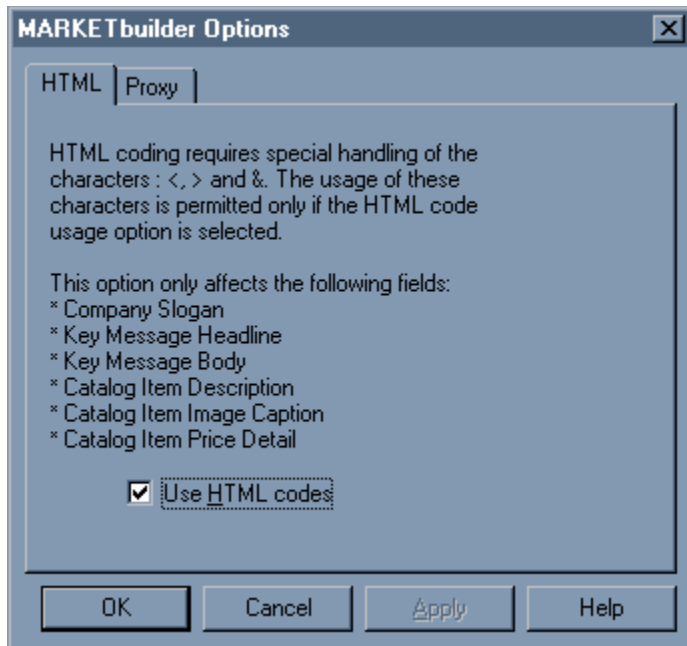 MARKETbuilder Options
HTML
Proxy
HTML coding requires special handling of the
characters : <, > and &. The usage of these
characters is permitted only if the HTML code
usage option is selected.
This option only affects the following fields:
* Company Slogan
* Key Message Headline
* Key Message Body
* Catalog Item Description
* Catalog Item Image Caption
* Catalog Item Price Detail
Use HTML codes
OK
Cancel
Apply
Help